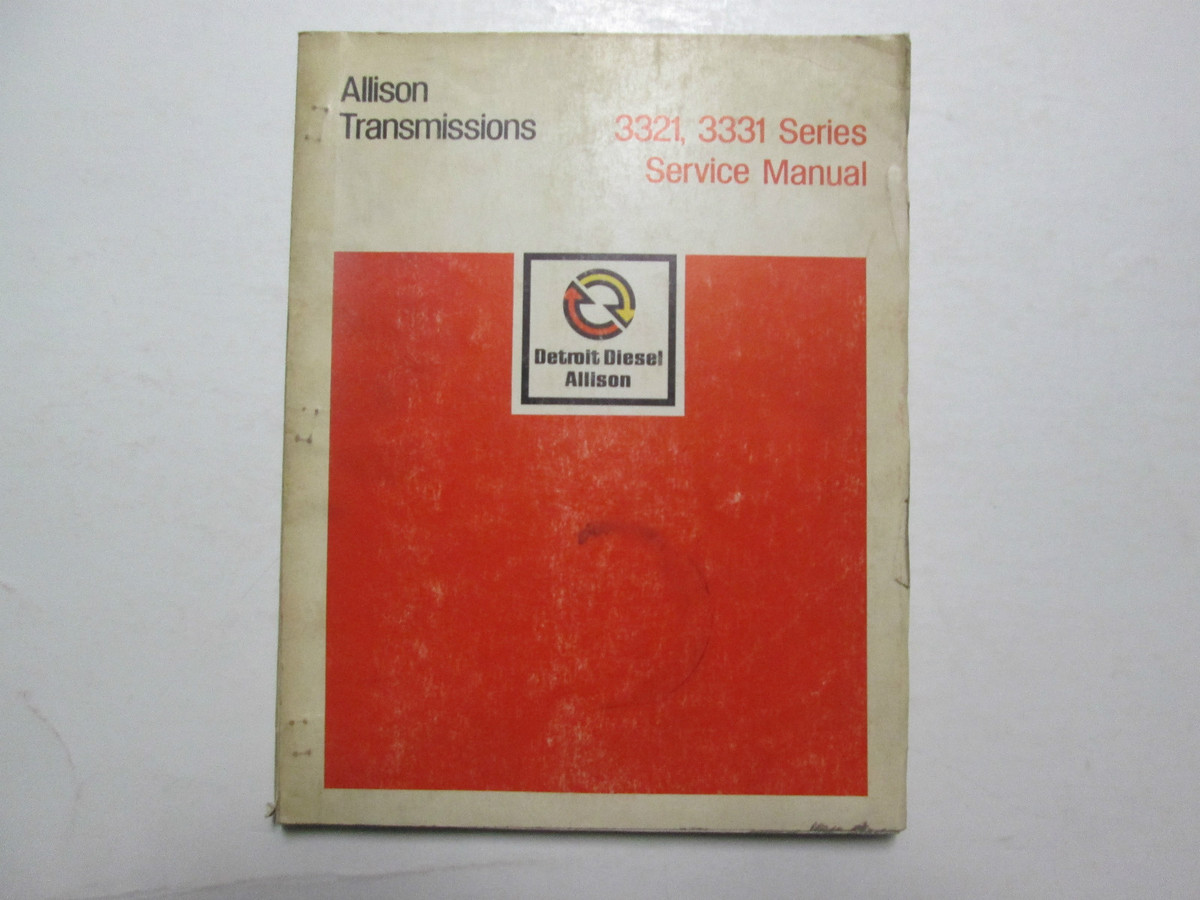 Allison
Transmissions
3321, 3331 Series
Service Manual
Detroit Diesel
Allison